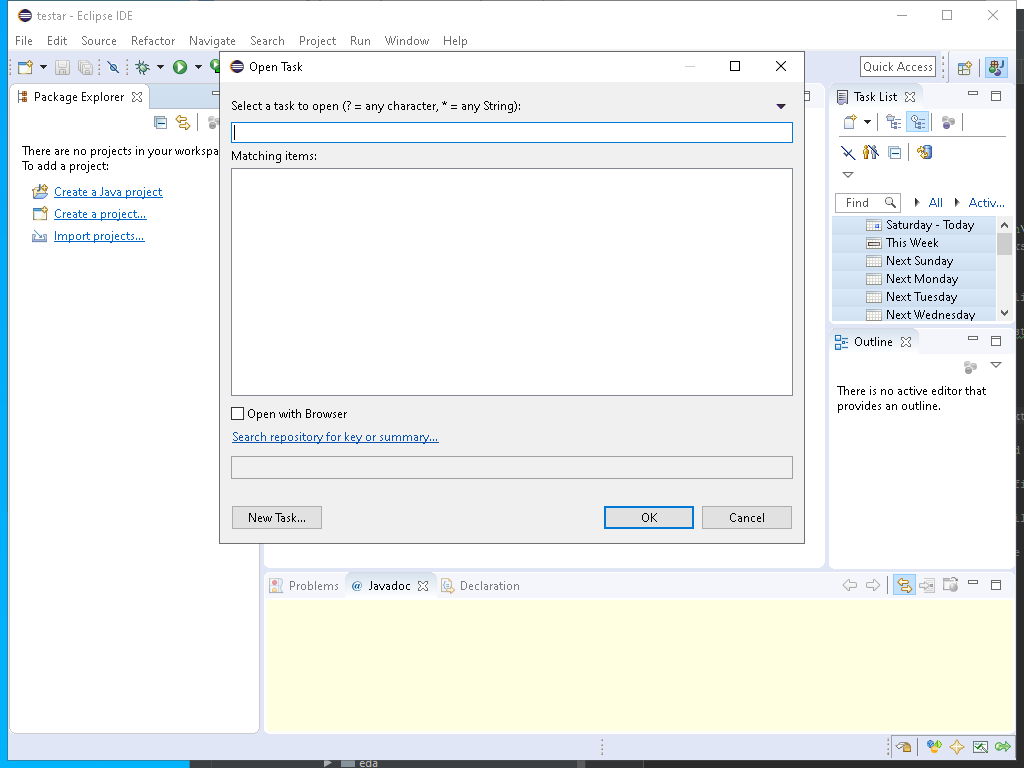 testar - Eclipse IDE
File Edit Source Refactor Navigate Search Project Run Window Help
Quick Access
Package Explorer
There are no projects in your workspa
To add a project:
Create a Java project
Create a project...
Import projects...
Open Task
Select a task to open (? = any character, * = any String):
Matching items:
Open with Browser
Search repository for key or summary...
New Task...
OK
Cancel
Task List
Find
All
Activ...
Saturday - Today
This Week
Next Sunday
Next Monday
Next Tuesday
Next Wednesday
Outline
There is no active editor that
provides an outline.
Problems
@ Javadoc
Declaration
eda